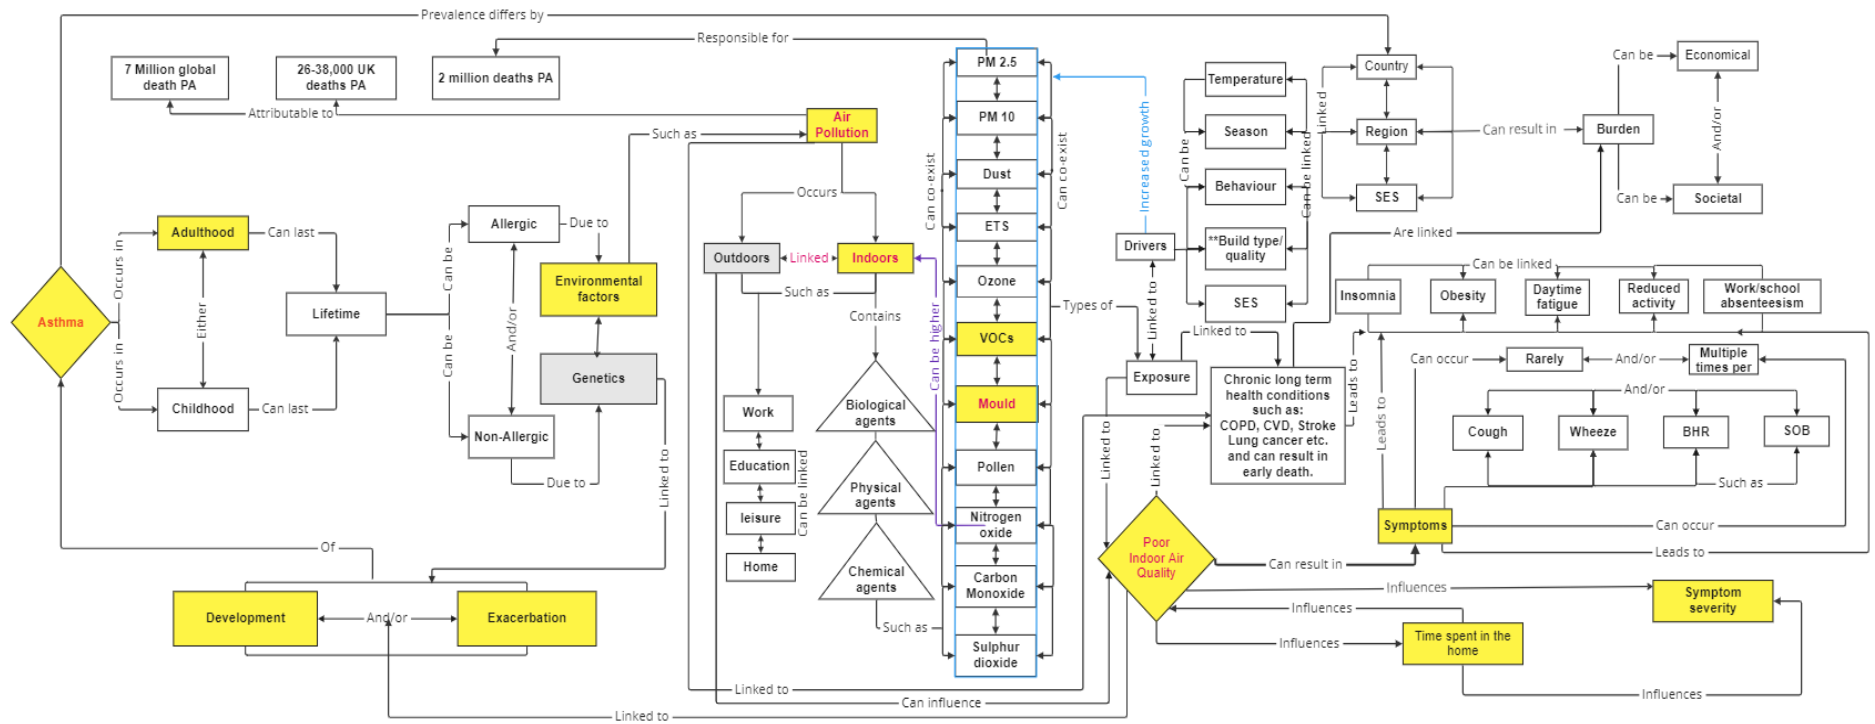 Prevalence differs by
Responsible for
7 Million global
death PA
26-38,000 UK
deaths PA
2 million deaths PA
Attributable to
Air
Pollution
Such as
Occurs
Asthma
Occurs in
Occurs in
Adulthood
Either
Childhood
Can last
Can last
Lifetime
Can be
Can be
Allergic
And/or
Non-Allergic
Due to
Due to
Environmental
factors
Genetics
Linked to
Of
Development
And/or
Exacerbation
Linked to
Outdoors
Linked
Indoors
Such as
Contains
Work
Education
leisure
Home
Can be linked
Biological
agents
Physical
agents
Chemical
agents
Such as
Can be higher
Can co-exist
Can co-exist
PM 2.5
PM 10
Dust
ETS
Ozone
VOCs
Mould
Pollen
Nitrogen
oxide
Carbon
Monoxide
Sulphur
dioxide
Linked to
Can influence
Increased growth
Types of
Drivers
Linked to
Exposure
Linked to
Can be
Temperature
Season
Behaviour
**Build type/
quality
SES
Can be linked
Linked
Country
Region
SES
Can result in
Burden
Can be
Can be
Economical
And/or
Societal
Are linked
Chronic long term
health conditions
such as:
COPD, CVD, Stroke
Lung cancer etc.
and can result in
early death.
Leads to
Can be linked
Insomnia
Obesity
Daytime
fatigue
Reduced
activity
Work/school
absenteesism
Leads to
Can occur
Rarely
And/or
Multiple
times per
And/or
Cough
Wheeze
BHR
SOB
Such as
Symptoms
Can occur
Leads to
Linked to
Linked to
Poor
Indoor Air
Quality
Can result in
Influences
Symptom
severity
Influences
Influences
Time spent in the
home
Influences